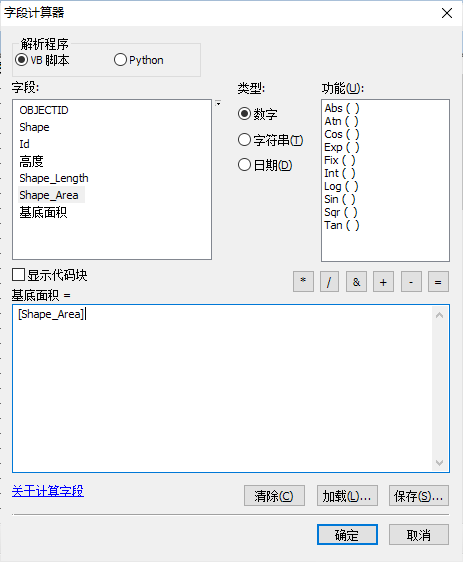 字段计算器
解析程序
VB 脚本
Python
字段:
类型:
功能(U):
OBJECTID
Shape
Id
高度
Shape_Length
Shape_Area
基底面积
数字
字符串(T)
日期(D)
Abs ( )
Atn ( )
Cos ( )
Exp ( )
Fix ( )
Int ( )
Log ( )
Sin ( )
Sqr ( )
Tan ( )
显示代码块
* / & + - =
基底面积 =
[Shape_Area]
关于计算字段
清除(C)
加载(L)...
保存(S)...
确定
取消